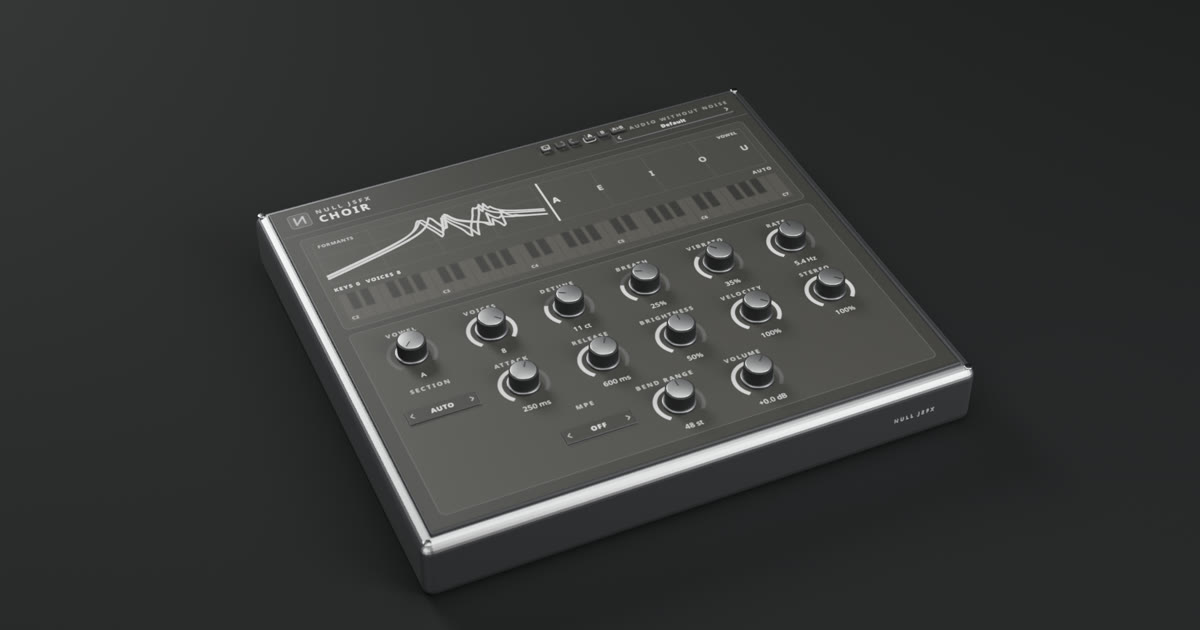 NULL JSFX
CHOIR
AUDIO WITHOUT NOISE
Default
FORMANTS
VOWEL
A E I O U
KEYS 0 VOICES 8
AUTO
C2 C3 C4 C5 C6 C7
VOWEL
A
VOICES
8
DETUNE
11 ct
BREATH
25%
VIBRATO
35%
RATE
5.4 Hz
SECTION
AUTO
ATTACK
250 ms
RELEASE
600 ms
BRIGHTNESS
50%
VELOCITY
100%
STEREO
100%
MPE
OFF
BEND RANGE
48 st
VOLUME
+0.0 dB
NULL JSFX